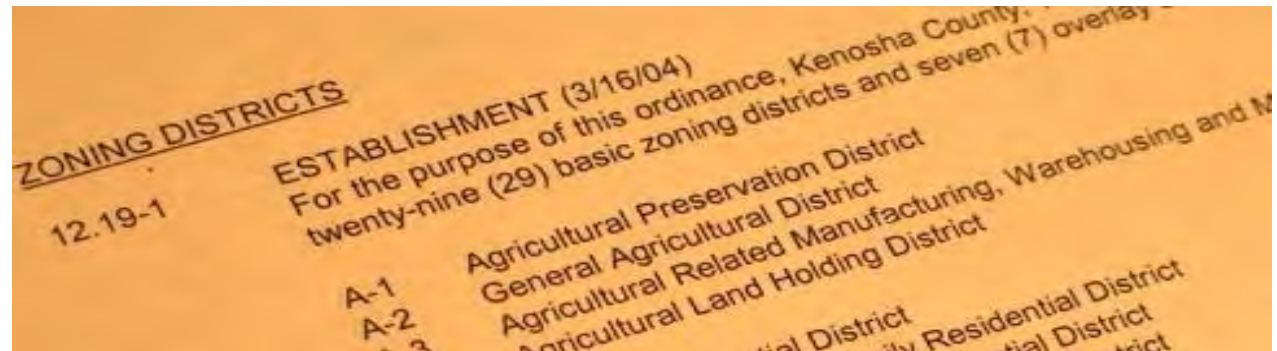 ZONING DISTRICTS
12.19-1 ESTABLISHMENT (3/16/04)
For the purpose of this ordinance, Kenosha County,
twenty-nine (29) basic zoning districts and seven (7) overlay
A-1 Agricultural Preservation District
A-2 General Agricultural District
Agricultural Related Manufacturing, Warehousing and
Agricultural Land Holding District
District
Residential District
District